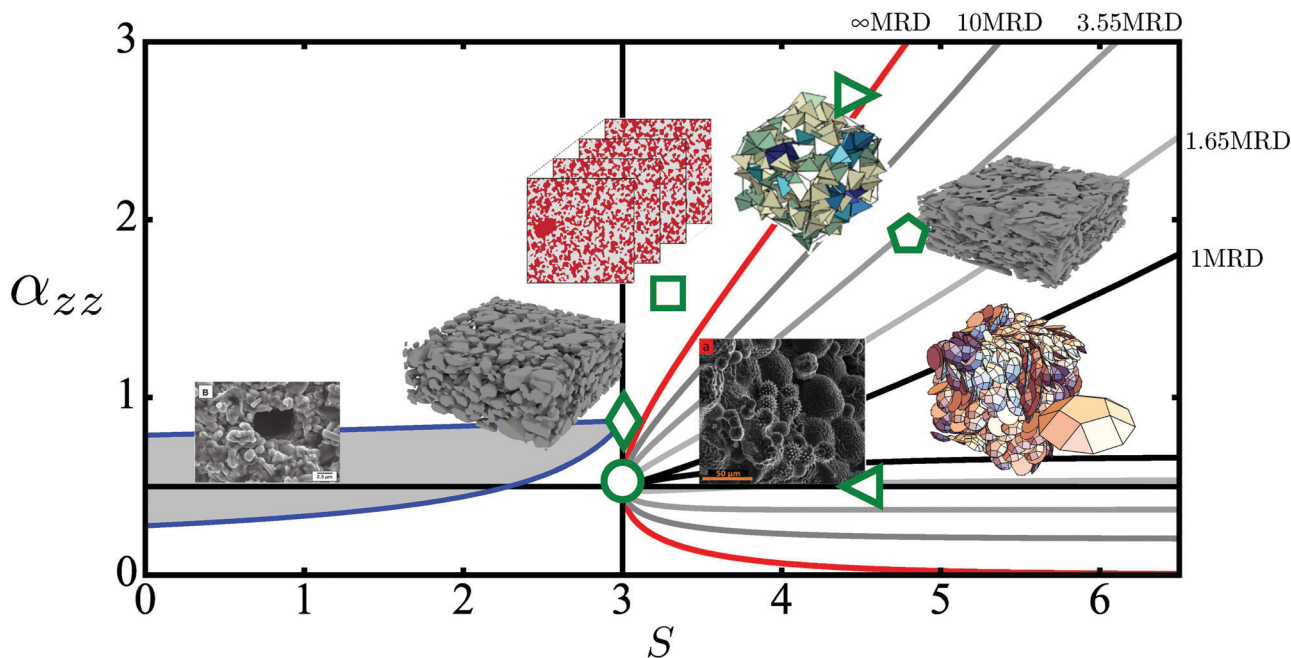 ∞MRD 10MRD 3.55MRD
3
1.65MRD
2
1MRD
α_zz
a
1
B
2.5 μm
50 μm
0
0 1 2 3 4 5 6
S